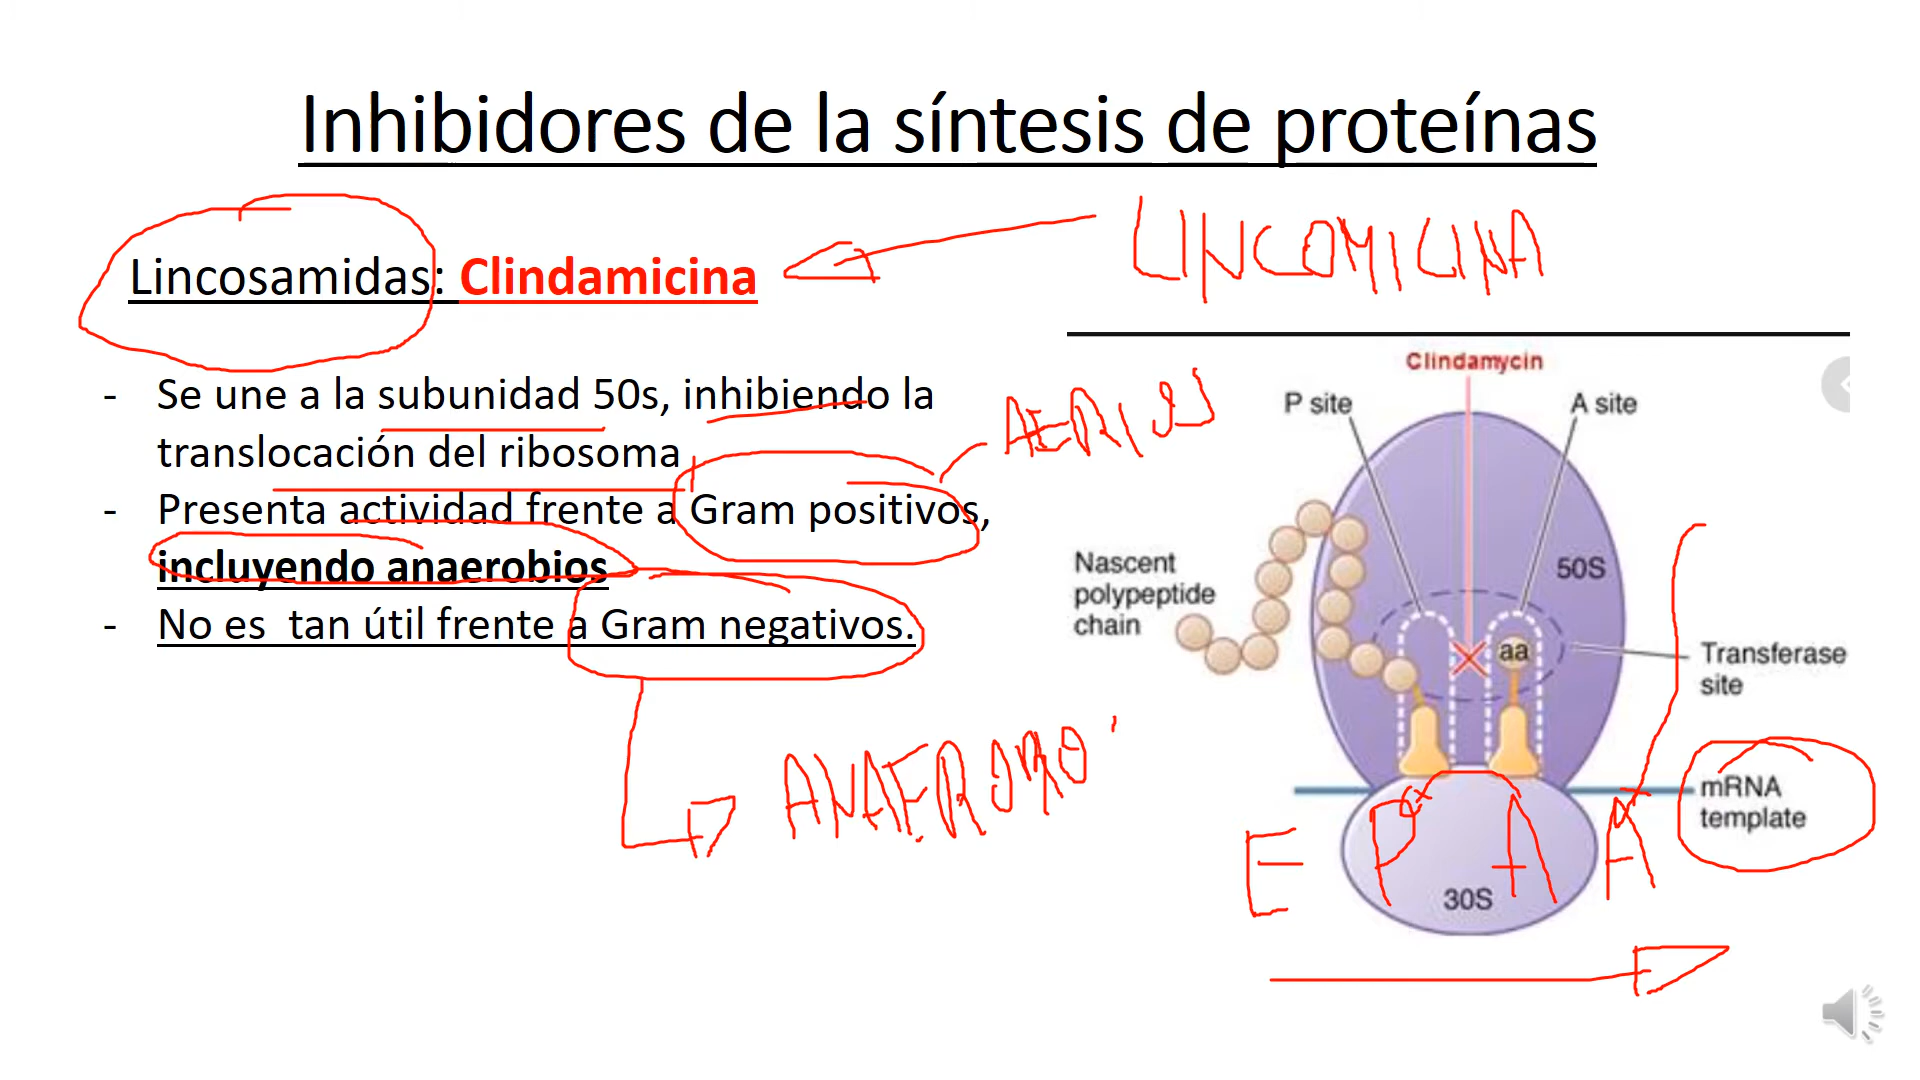 Inhibidores de la síntesis de proteínas
LINCOMICINA
Lincosamidas: Clindamicina
- Se une a la subunidad 50s, inhibiendo la
translocación del ribosoma
- Presenta actividad frente a Gram positivos,
incluyendo anaerobios
- No es  tan útil frente a Gram negativos.
Clindamycin
P site
A site
50S
Nascent
polypeptide
chain
aa
Transferase
site
mRNA
template
E P A A
30S